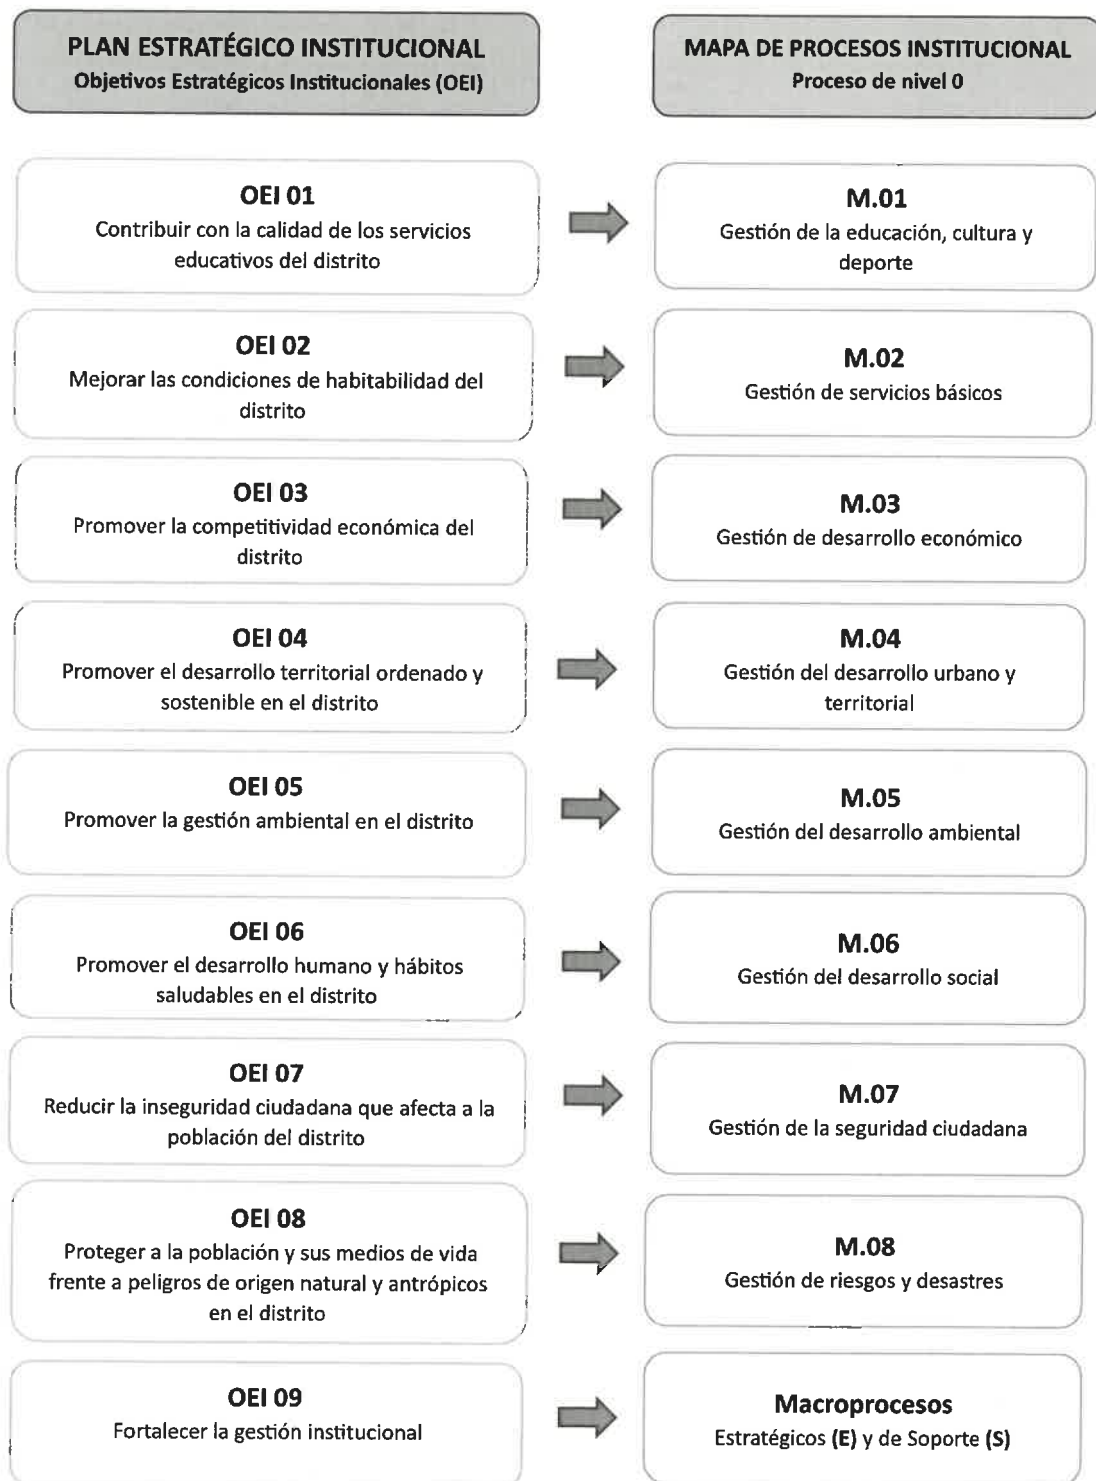 PLAN ESTRATÉGICO INSTITUCIONAL
Objetivos Estratégicos Institucionales (OEI)
MAPA DE PROCESOS INSTITUCIONAL
Proceso de nivel 0
OEI 01
Contribuir con la calidad de los servicios
educativos del distrito
M.01
Gestión de la educación, cultura y
deporte
OEI 02
Mejorar las condiciones de habitabilidad del
distrito
M.02
Gestión de servicios básicos
OEI 03
Promover la competitividad económica del
distrito
M.03
Gestión de desarrollo económico
OEI 04
Promover el desarrollo territorial ordenado y
sostenible en el distrito
M.04
Gestión del desarrollo urbano y
territorial
OEI 05
Promover la gestión ambiental en el distrito
M.05
Gestión del desarrollo ambiental
OEI 06
Promover el desarrollo humano y hábitos
saludables en el distrito
M.06
Gestión del desarrollo social
OEI 07
Reducir la inseguridad ciudadana que afecta a la
población del distrito
M.07
Gestión de la seguridad ciudadana
OEI 08
Proteger a la población y sus medios de vida
frente a peligros de origen natural y antrópicos
en el distrito
M.08
Gestión de riesgos y desastres
OEI 09
Fortalecer la gestión institucional
Macroprocesos
Estratégicos (E) y de Soporte (S)